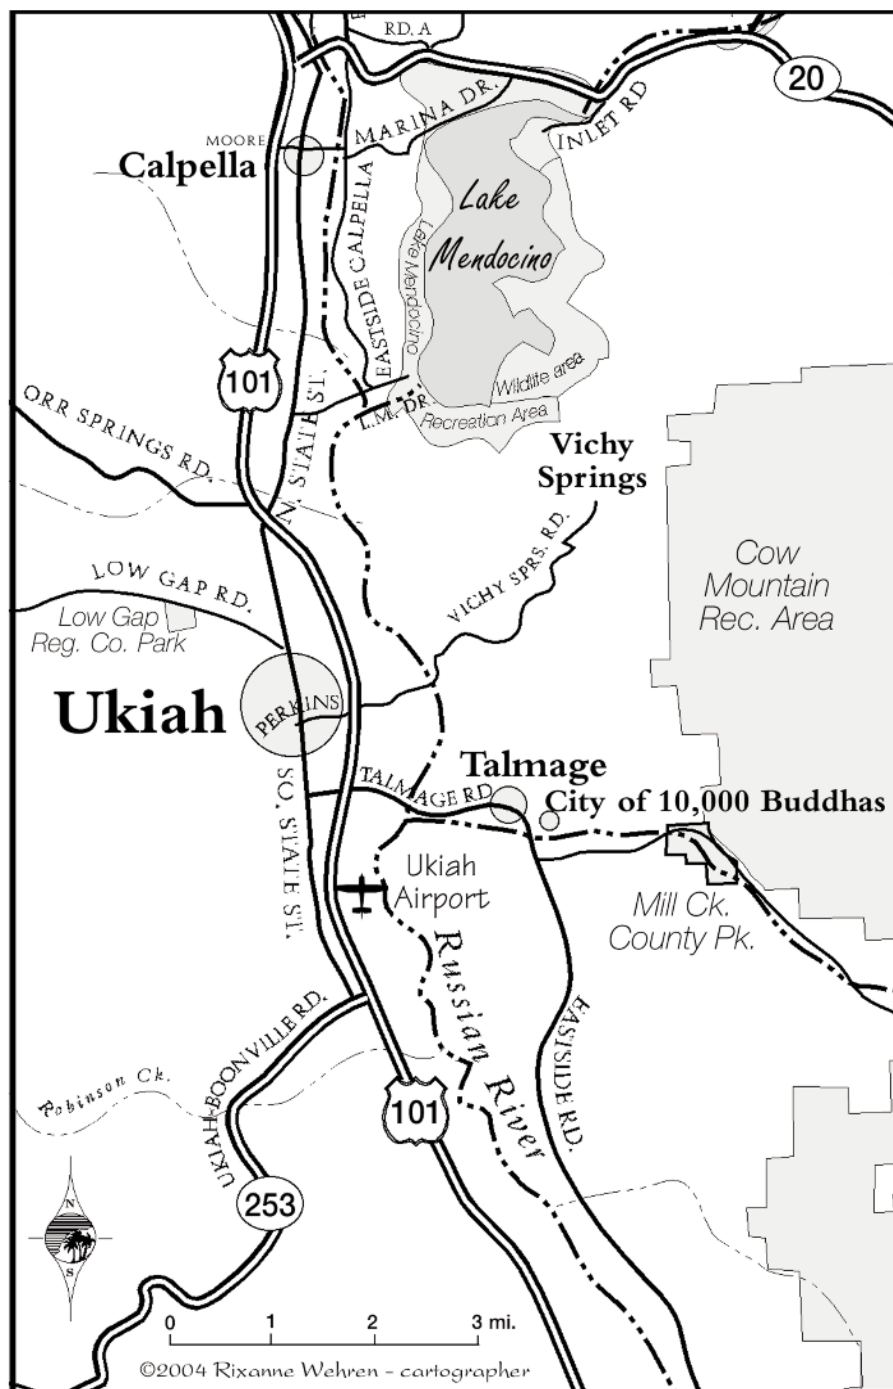 RD. A
20
MARINA DR.
INLET RD
MOORE
Calpella
EASTSIDE CALPELLA
Lake
Mendocino
Lake Mendocino
101
ORR SPRINGS RD.
N. STATE ST.
L.M. DR.
Wildlife area
Recreation Area
Vichy
Springs
VICHY SPRS. RD.
Cow
Mountain
Rec. Area
LOW GAP RD.
Low Gap
Reg. Co. Park
Ukiah
PERKINS
SO. STATE ST.
TALMAGE RD
Talmage
City of 10,000 Buddhas
Ukiah
Airport
Mill Ck.
County Pk.
Russian River
EASTSIDE RD.
UKIAH-BOONVILLE RD.
Robinson Ck.
101
253
N
S
0 1 2 3 mi.
©2004 Rixanne Wehren - cartographer